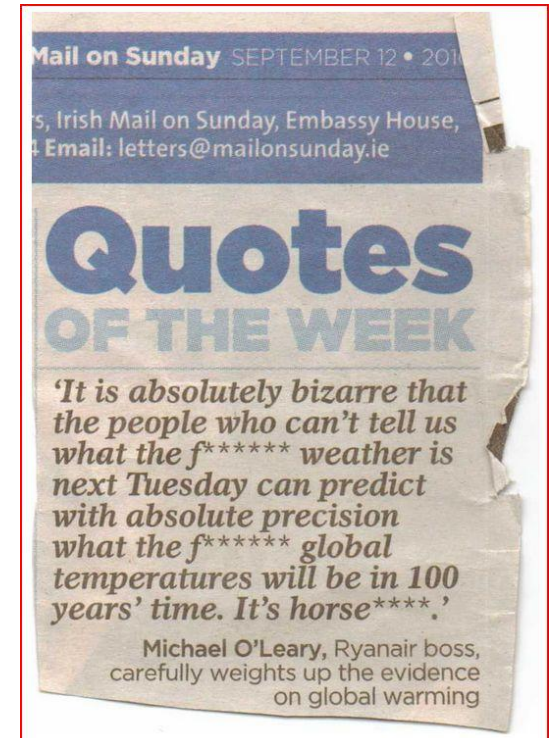 Mail on Sunday SEPTEMBER 12 • 201
s, Irish Mail on Sunday, Embassy House,
4 Email: letters@mailonsunday.ie
Quotes
OF THE WEEK
‘It is absolutely bizarre that
the people who can’t tell us
what the f****** weather is
next Tuesday can predict
with absolute precision
what the f****** global
temperatures will be in 100
years’ time. It’s horse****.’
Michael O’Leary, Ryanair boss,
carefully weights up the evidence
on global warming